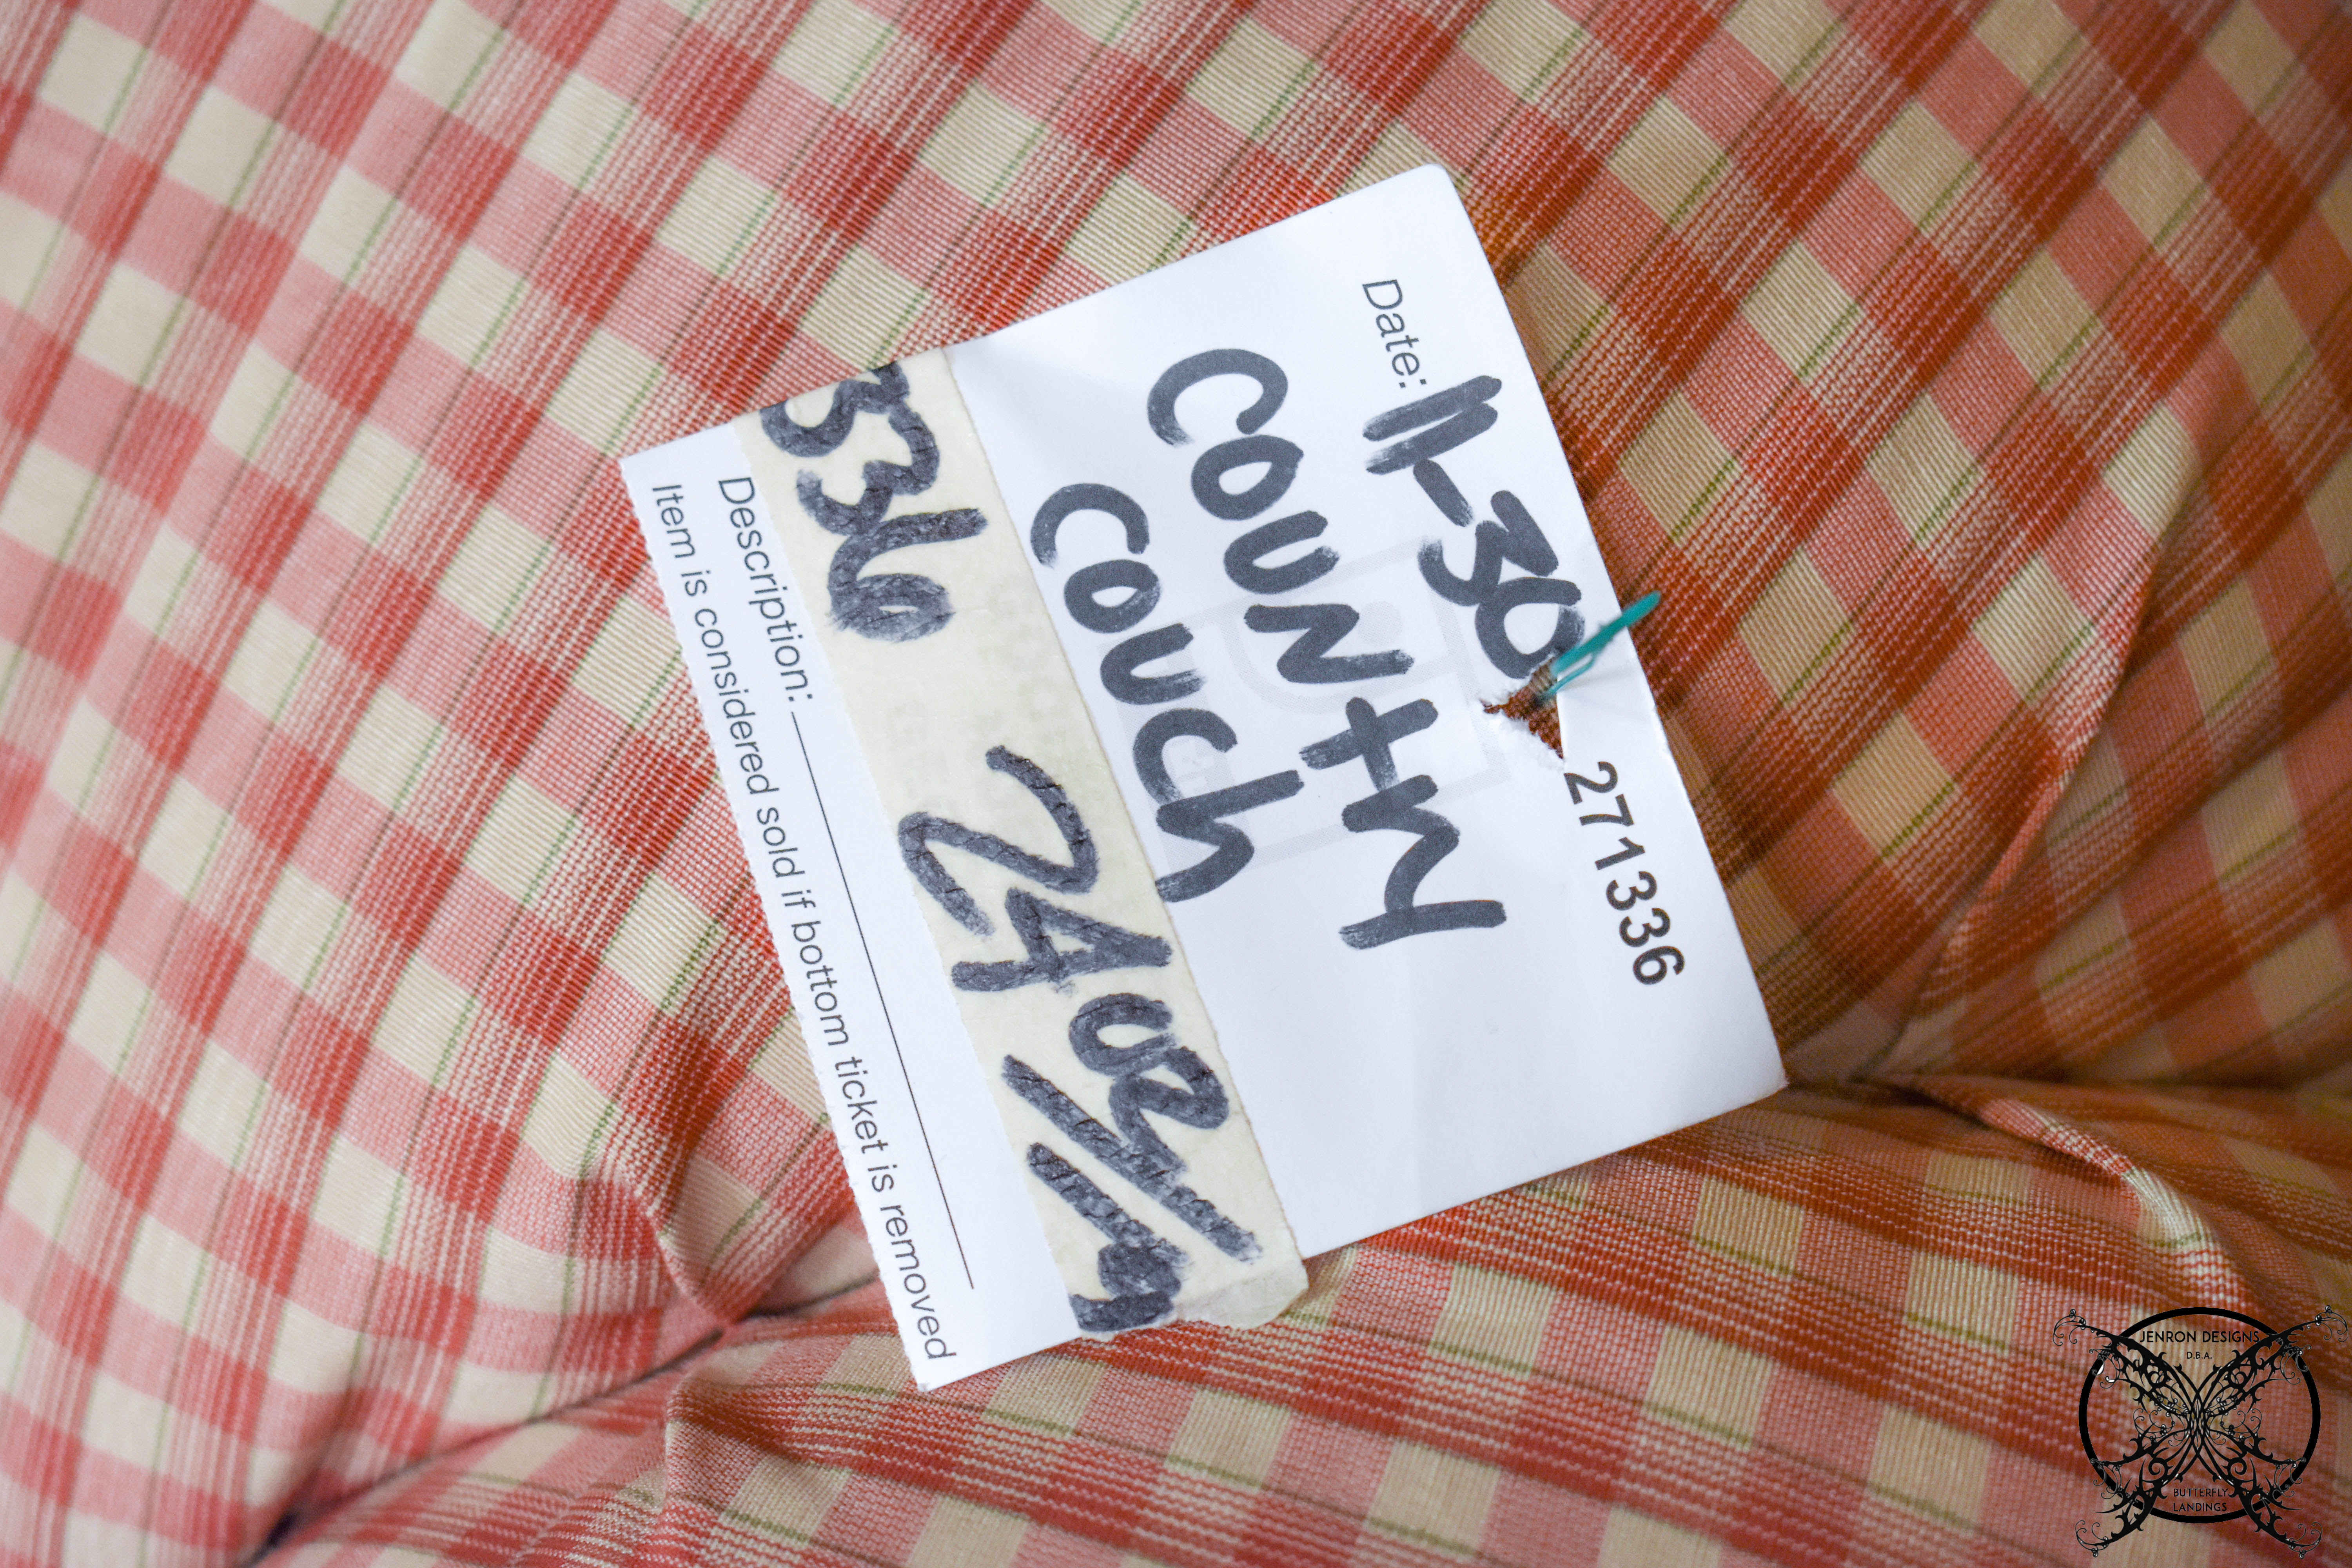 271336
Date: 11-30
COUNTY
COUCH
336
Description:
Item is considered sold if bottom ticket is removed
JENRON DESIGNS
D.B.A.
BUTTERFLY
LANDINGS